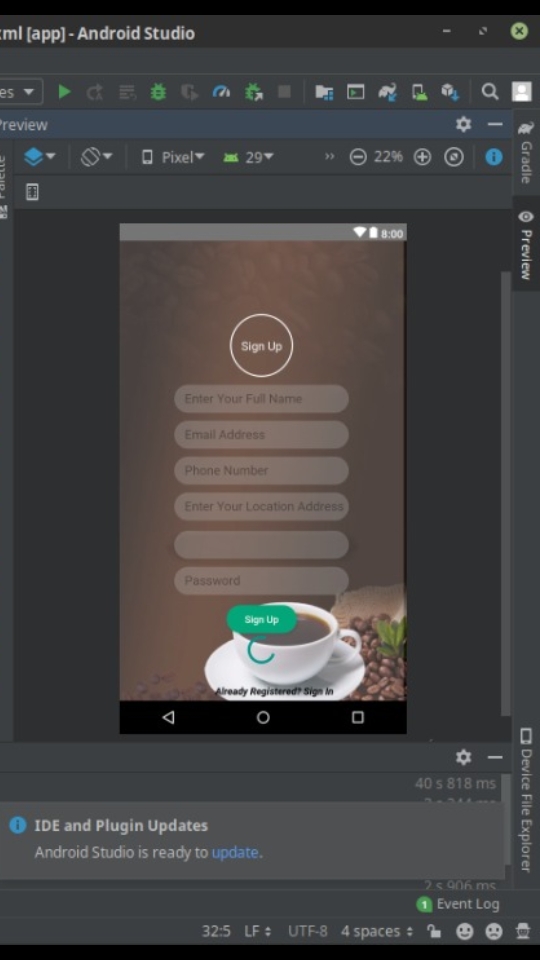 xml [app] - Android Studio
es
Preview
Palette
Pixel
29
22%
Gradle
Preview
8:00
Sign Up
Enter Your Full Name
Email Address
Phone Number
Enter Your Location Address
Password
Sign Up
Already Registered? Sign In
Device File Explorer
40 s 818 ms
IDE and Plugin Updates
Android Studio is ready to update.
2 s 906 ms
1 Event Log
32:5 LF UTF-8 4 spaces